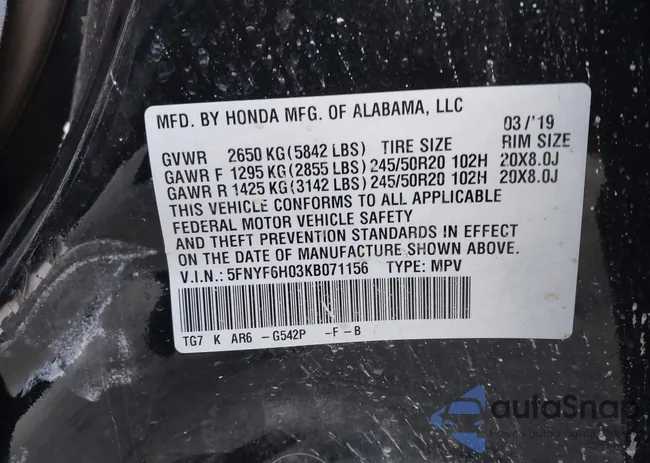 MFD. BY HONDA MFG. OF ALABAMA, LLC
03/'19
GVWR 2650 KG(5842 LBS) TIRE SIZE RIM SIZE
GAWR F 1295 KG(2855 LBS) 245/50R20 102H 20X8.0J
GAWR R 1425 KG(3142 LBS) 245/50R20 102H 20X8.0J
THIS VEHICLE CONFORMS TO ALL APPLICABLE
FEDERAL MOTOR VEHICLE SAFETY
AND THEFT PREVENTION STANDARDS IN EFFECT
ON THE DATE OF MANUFACTURE SHOWN ABOVE.
V.I.N.: 5FNYF6H03KB071156 TYPE: MPV
TG7 K AR6 -G542P -F-B
autoSnap